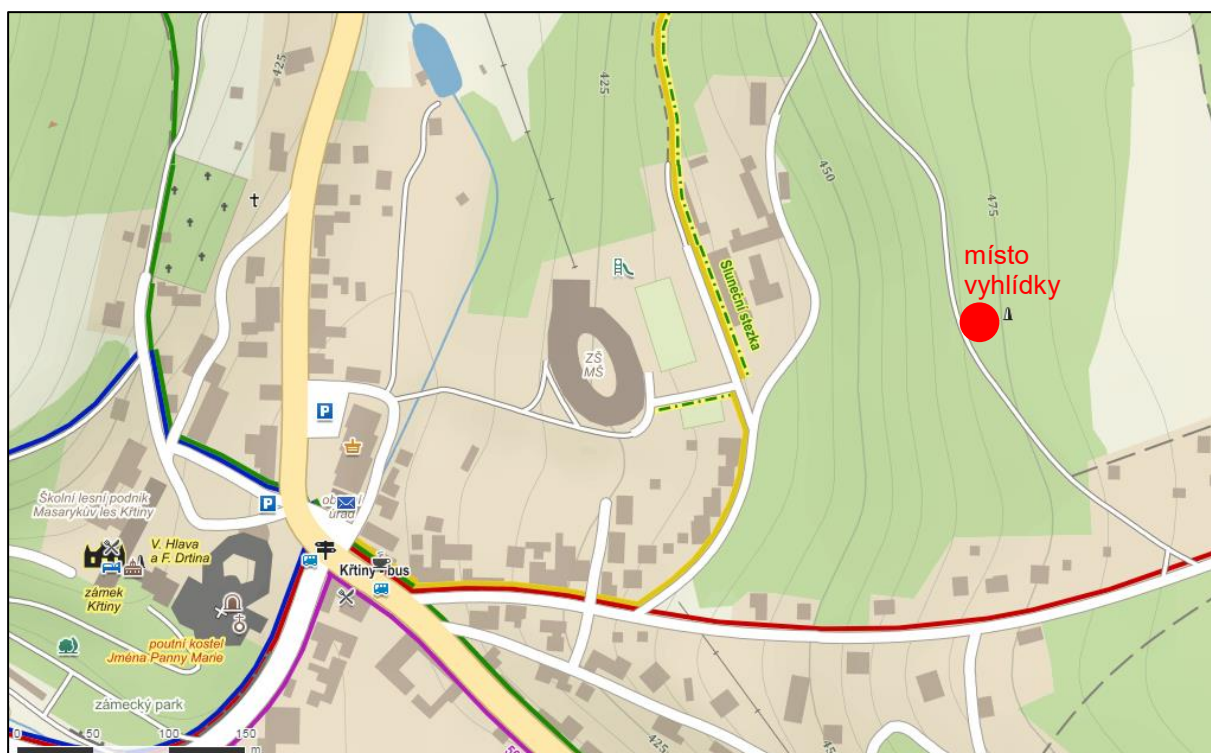 425
425
450
475
místo
vyhlídky
Sluneční stezka
ZŠ
MŠ
P
P
Školní lesní podnik
Masarykův les Křtiny
úřad
V. Hlava
a F. Drtina
Křtiny
bus
zámek
Křtiny
poutní kostel
Jména Panny Marie
zámecký park
0 50 100 150
m
425